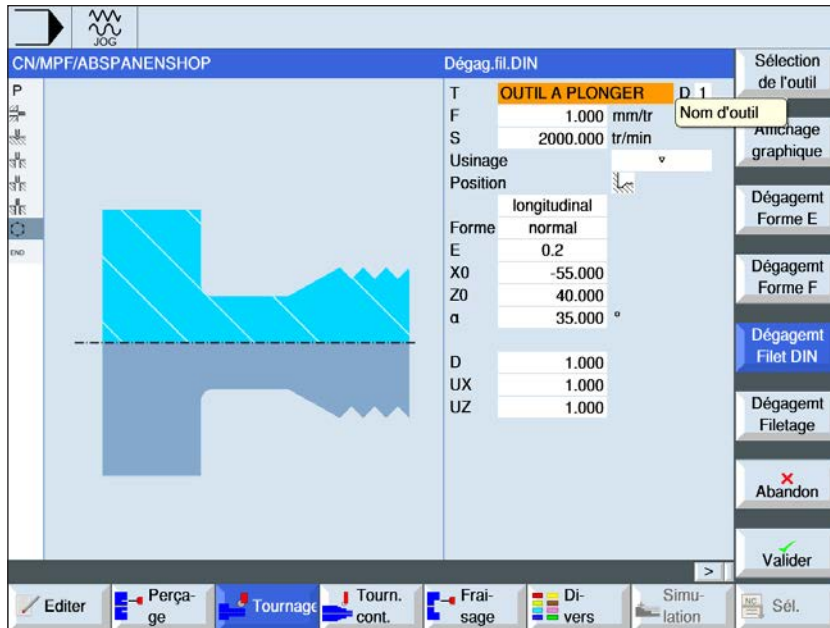 JOG
CN/MPF/ABSPANENSHOP
P
END
Dégag.fil.DIN
T OUTIL A PLONGER D 1
Nom d'outil
F 1.000 mm/tr
S 2000.000 tr/min
Usinage ▿
Position
longitudinal
Forme normal
E 0.2
X0 -55.000
Z0 40.000
α 35.000 °
D 1.000
UX 1.000
UZ 1.000
Sélection
de l'outil
Affichage
graphique
Dégagemt
Forme E
Dégagemt
Forme F
Dégagemt
Filet DIN
Dégagemt
Filetage
Abandon
Valider
>
Editer
Perça-
ge
Tournage
Tourn.
cont.
Frai-
sage
Di-
vers
Simu-
lation
NC
Sél.